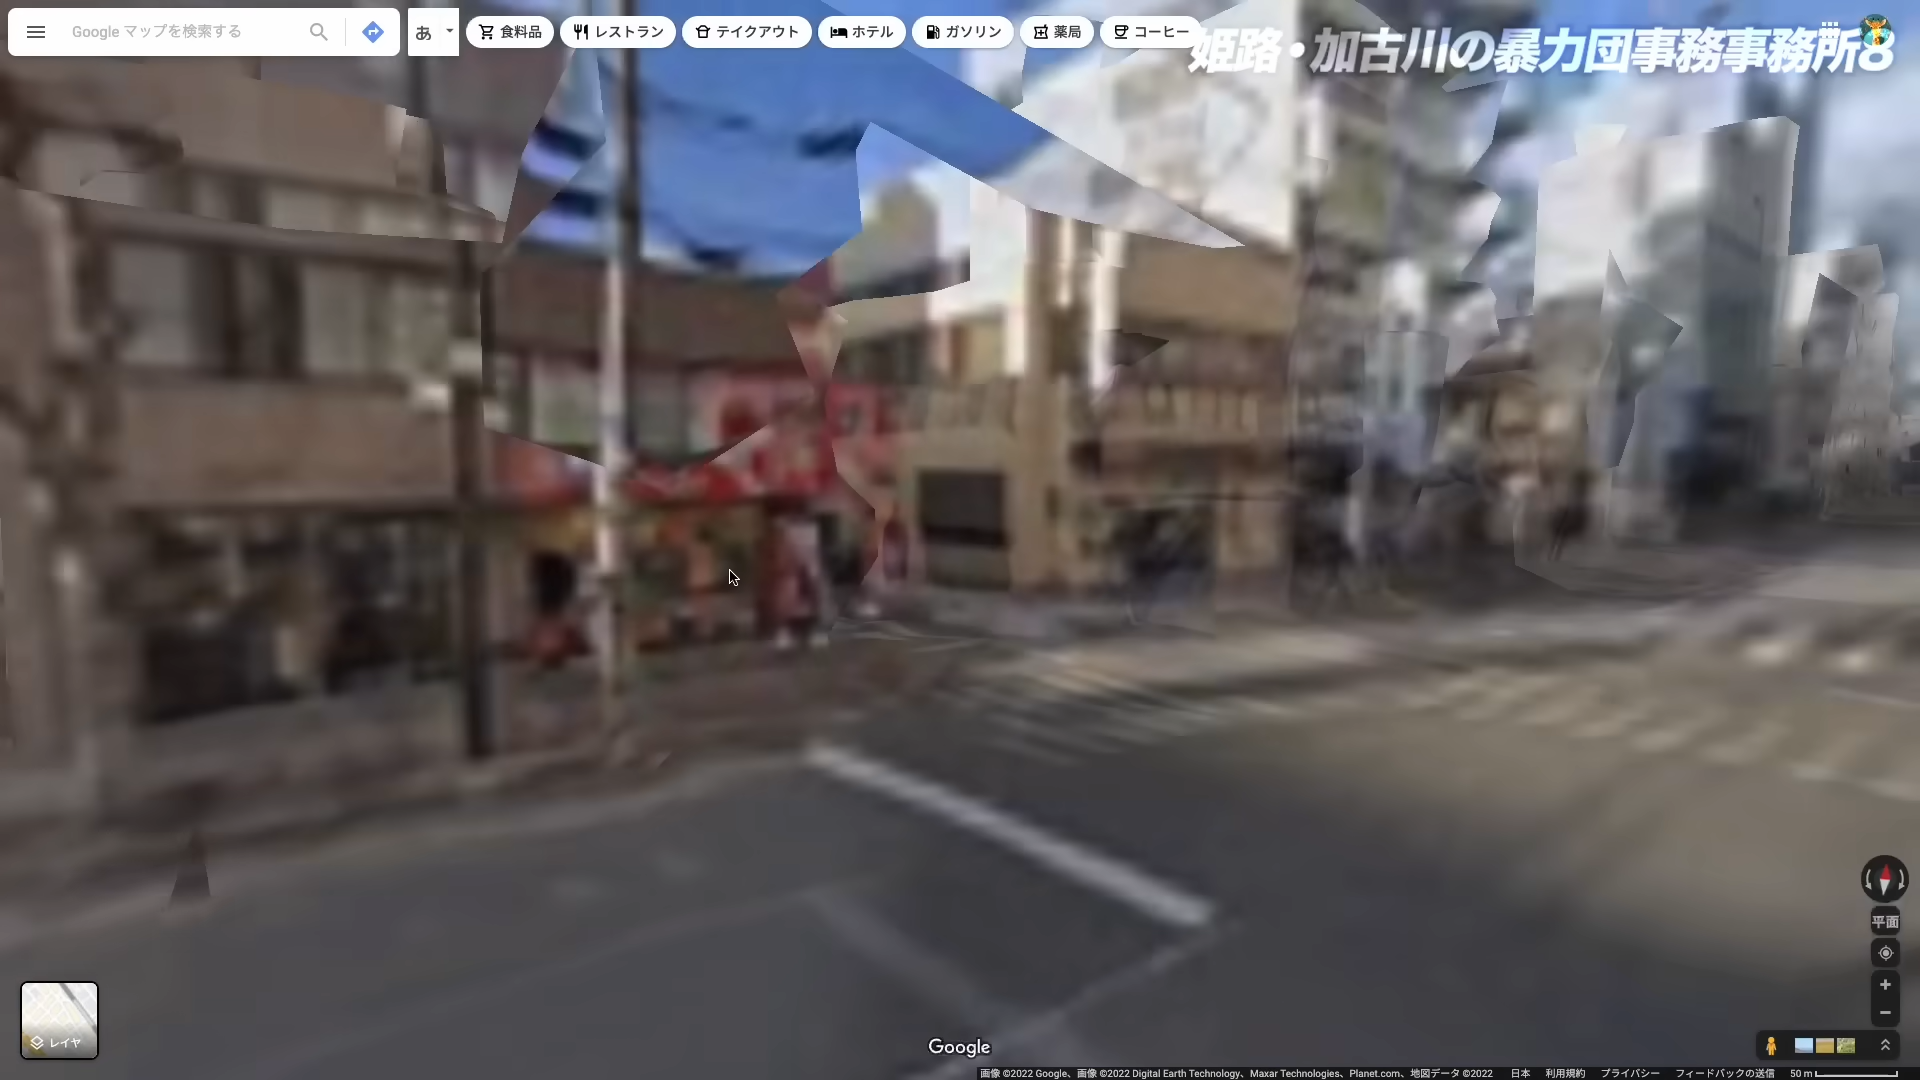 Google マップを検索する
あ
食料品
レストラン
テイクアウト
ホテル
ガソリン
薬局
コーヒー
姫路・加古川の暴力団事務事務所8
平面
レイヤ
Google
画像 ©2022 Google、画像 ©2022 Digital Earth Technology、Maxar Technologies、Planet.com、地図データ ©2022 日本 利用規約 プライバシー フィードバックの送信 50 m